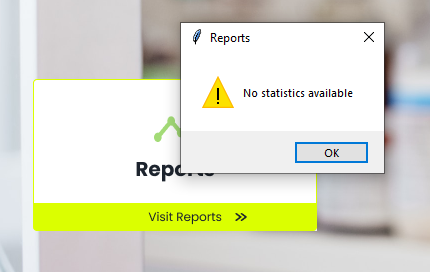 Reports
No statistics available
OK
Reports
Visit Reports